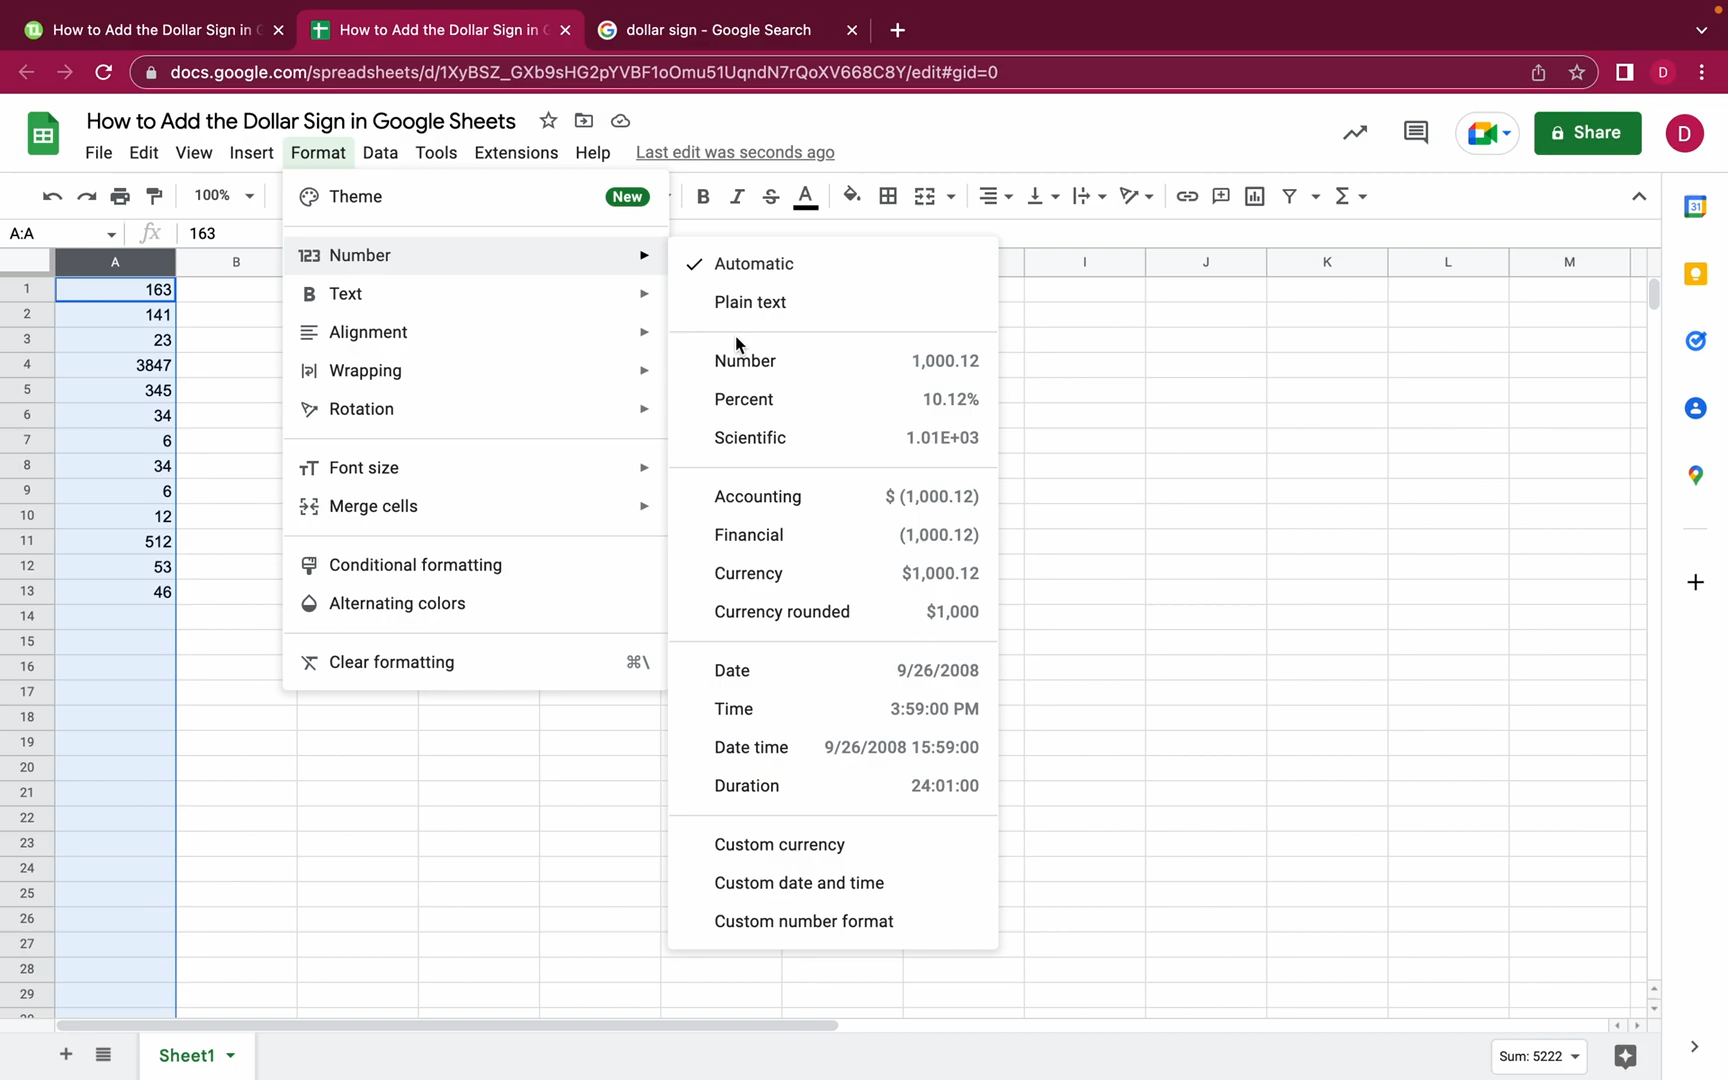 How to Add the Dollar Sign in G
How to Add the Dollar Sign in G
dollar sign - Google Search
docs.google.com/spreadsheets/d/1XyBSZ_GXb9sHG2pYVBF1oOmu51UqndN7rQoXV668C8Y/edit#gid=0
D
How to Add the Dollar Sign in Google Sheets
Share
D
File Edit View Insert Format Data Tools Extensions Help Last edit was seconds ago
100%
B I S A
A:A fx 163
A B I J K L M
Theme New
123 Number
B Text
Alignment
Wrapping
Rotation
Font size
Merge cells
Conditional formatting
Alternating colors
Clear formatting ⌘\
Automatic
Plain text
Number 1,000.12
Percent 10.12%
Scientific 1.01E+03
Accounting $ (1,000.12)
Financial (1,000.12)
Currency $1,000.12
Currency rounded $1,000
Date 9/26/2008
Time 3:59:00 PM
Date time 9/26/2008 15:59:00
Duration 24:01:00
Custom currency
Custom date and time
Custom number format
1 163
2 141
3 23
4 3847
5 345
6 34
7 6
8 34
9 6
10 12
11 512
12 53
13 46
14
15
16
17
18
19
20
21
22
23
24
25
26
27
28
29
31
Sheet1
Sum: 5222